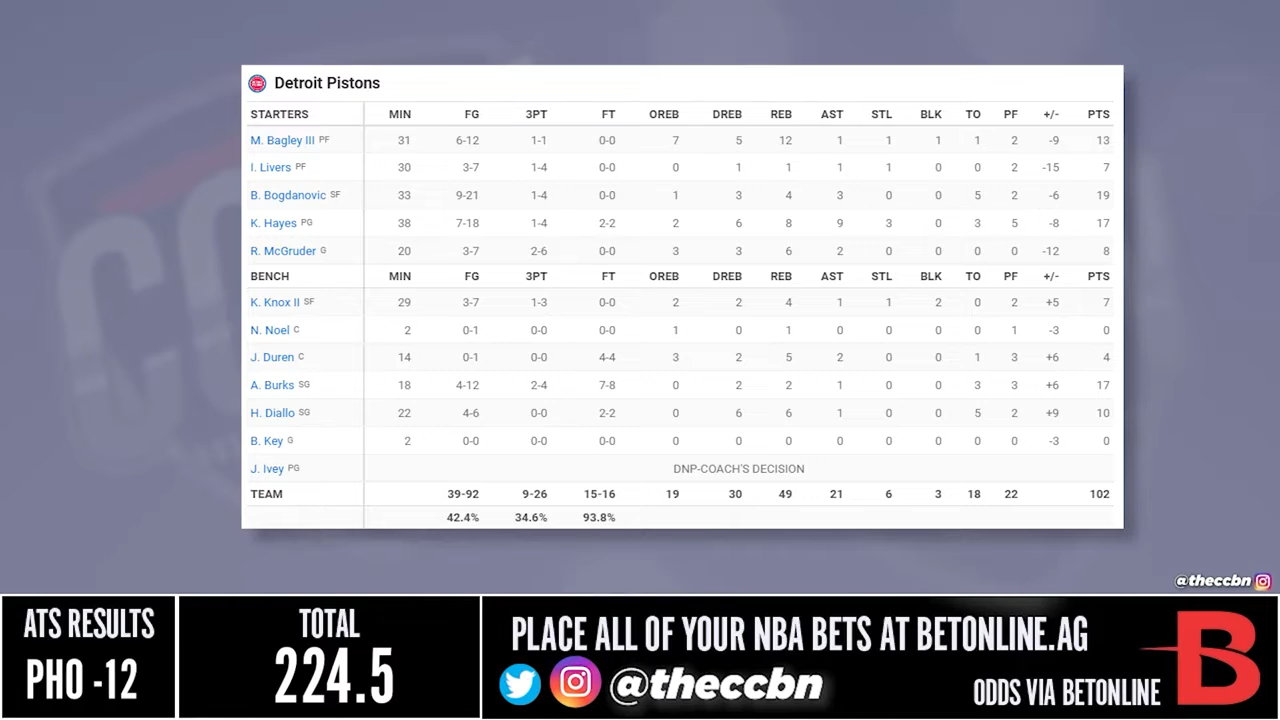 Detroit Pistons
STARTERS MIN FG 3PT FT OREB DREB REB AST STL BLK TO PF +/- PTS
M. Bagley III PF 31 6-12 1-1 0-0 7 5 12 1 1 1 1 2 -9 13
I. Livers PF 30 3-7 1-4 0-0 0 1 1 1 1 0 0 2 -15 7
B. Bogdanovic SF 33 9-21 1-4 0-0 1 3 4 3 0 0 5 2 -6 19
K. Hayes PG 38 7-18 1-4 2-2 2 6 8 9 3 0 3 5 -8 17
R. McGruder G 20 3-7 2-6 0-0 3 3 6 2 0 0 0 0 -12 8
BENCH MIN FG 3PT FT OREB DREB REB AST STL BLK TO PF +/- PTS
K. Knox II SF 29 3-7 1-3 0-0 2 2 4 1 1 2 0 2 +5 7
N. Noel C 2 0-1 0-0 0-0 1 0 1 0 0 0 0 1 -3 0
J. Duren C 14 0-1 0-0 4-4 3 2 5 2 0 0 1 3 +6 4
A. Burks SG 18 4-12 2-4 7-8 0 2 2 1 0 0 3 3 +6 17
H. Diallo SG 22 4-6 0-0 2-2 0 6 6 1 0 0 5 2 +9 10
B. Key G 2 0-0 0-0 0-0 0 0 0 0 0 0 0 0 -3 0
J. Ivey PG DNP-COACH'S DECISION
TEAM 39-92 9-26 15-16 19 30 49 21 6 3 18 22 102
42.4% 34.6% 93.8%
@theccbn
ATS RESULTS
PHO -12
TOTAL
224.5
PLACE ALL OF YOUR NBA BETS AT BETONLINE.AG
@theccbn
ODDS VIA BETONLINE
B